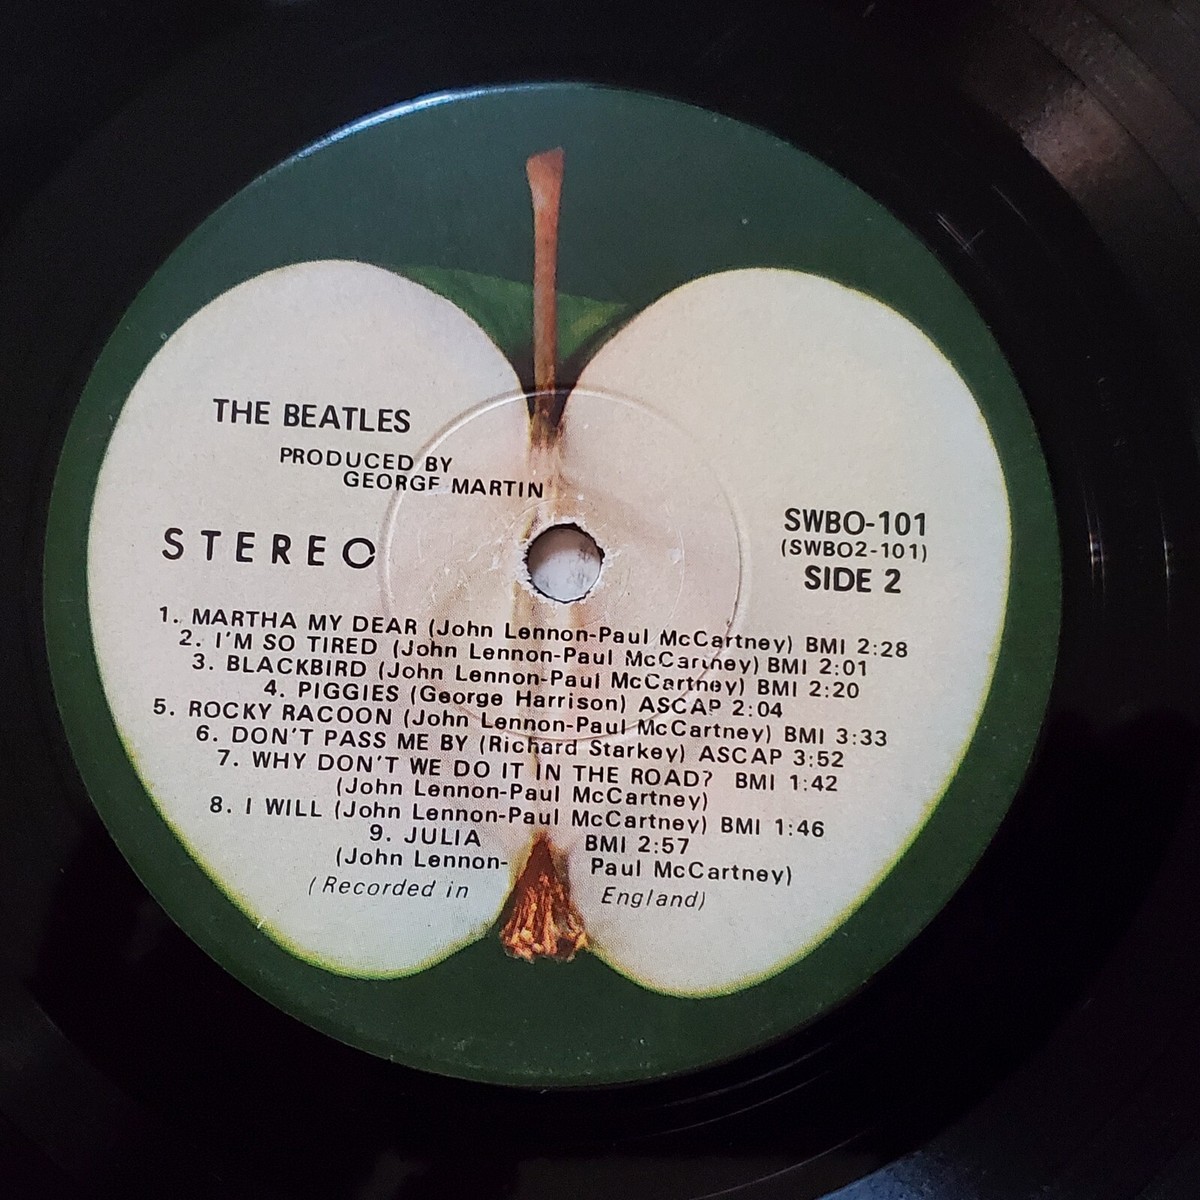 THE BEATLES
PRODUCED BY
GEORGE MARTIN
STEREO
SWBO-101
(SWBO2-101)
SIDE 2
1. MARTHA MY DEAR (John Lennon-Paul McCartney) BMI 2:28
2. I'M SO TIRED (John Lennon-Paul McCartney) BMI 2:01
3. BLACKBIRD (John Lennon-Paul McCartney) BMI 2:20
4. PIGGIES (George Harrison) ASCAP 2:04
5. ROCKY RACOON (John Lennon-Paul McCartney) BMI 3:33
6. DON'T PASS ME BY (Richard Starkey) ASCAP 3:52
7. WHY DON'T WE DO IT IN THE ROAD? BMI 1:42
(John Lennon-Paul McCartney)
8. I WILL (John Lennon-Paul McCartney) BMI 1:46
9. JULIA BMI 2:57
(John Lennon-Paul McCartney)
(Recorded in England)